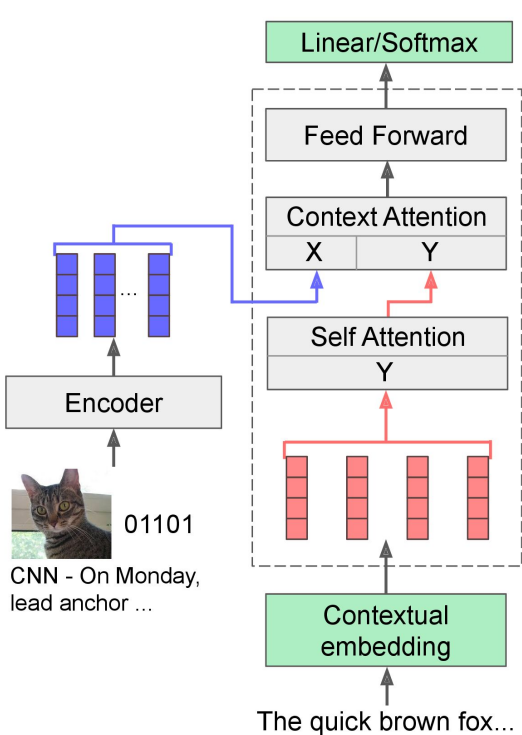 Linear/Softmax
Feed Forward
Context Attention
X
Y
Self Attention
Y
...
Encoder
01101
CNN - On Monday,
lead anchor ...
Contextual
embedding
The quick brown fox...